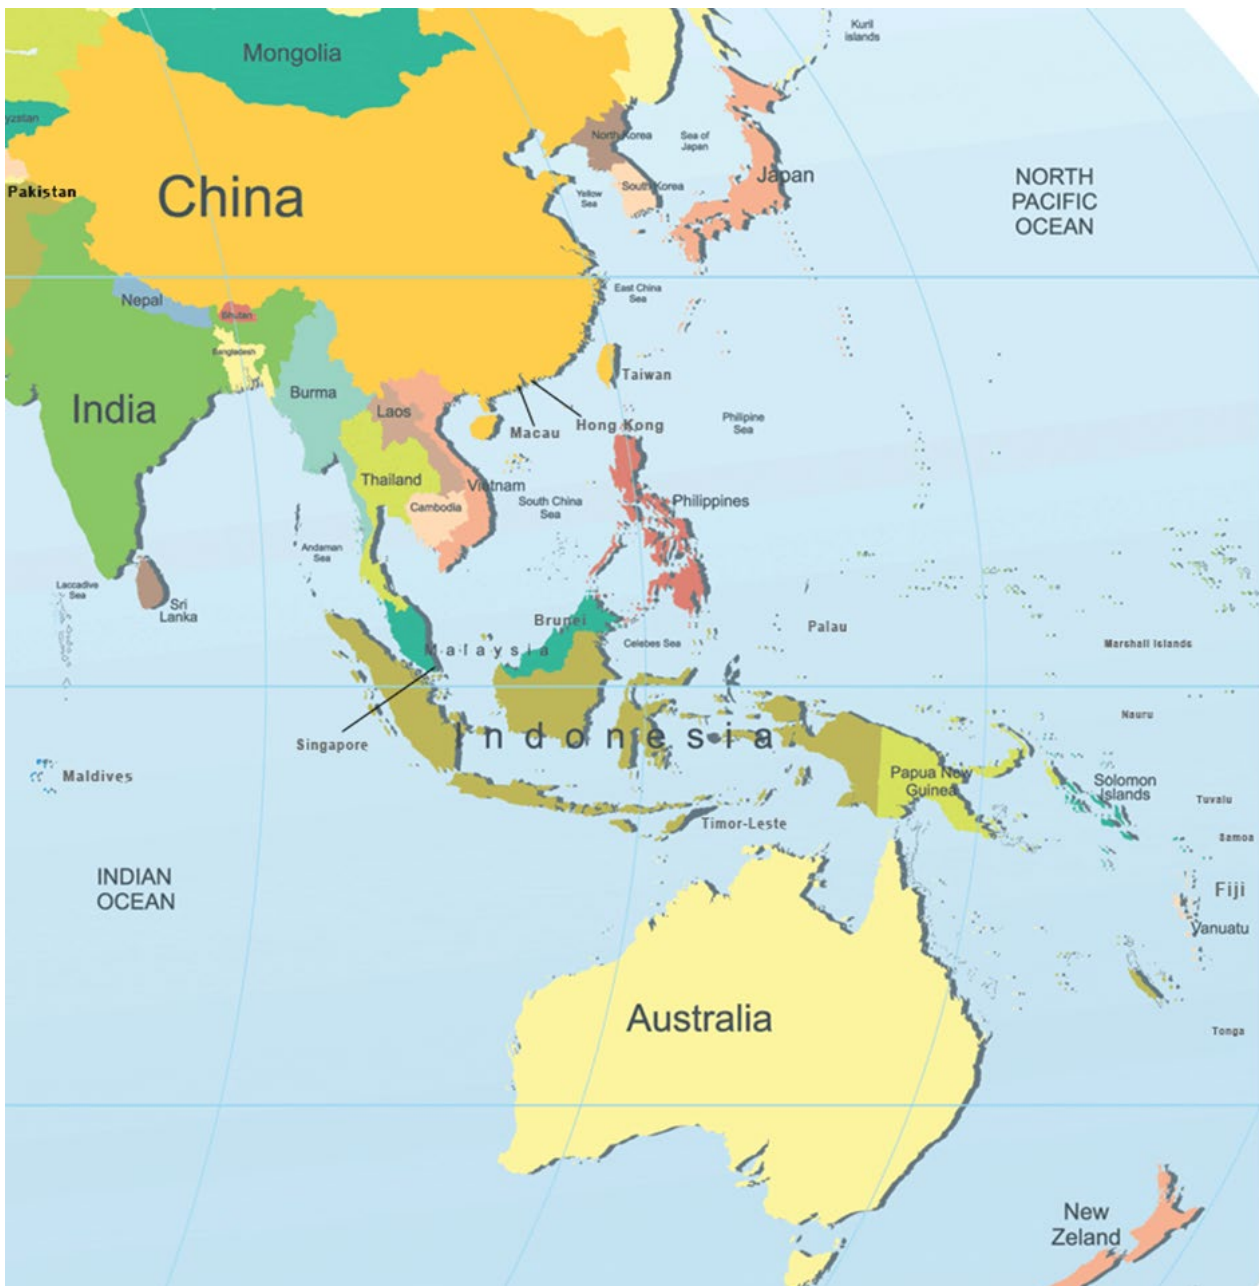 Mongolia
Kuril
islands
yzstan
North Korea
Sea of
Japan
Pakistan
China
Yellow
Sea
South Korea
Japan
NORTH
PACIFIC
OCEAN
Nepal
East China
Sea
Bhutan
Bangladesh
India
Burma
Laos
Taiwan
Macau
Hong Kong
Philipine
Sea
Thailand
Vietnam
Cambodia
South China
Sea
Philippines
Andaman
Sea
Laccadive
Sea
Sri
Lanka
Brunei
Malaysia
Celebes Sea
Palau
Marshall Islands
Singapore
Indonesia
Nauru
Maldives
Papua New
Guinea
Solomon
Islands
Tuvalu
Timor-Leste
Samoa
INDIAN
OCEAN
Fiji
Vanuatu
Australia
Tonga
New
Zeland